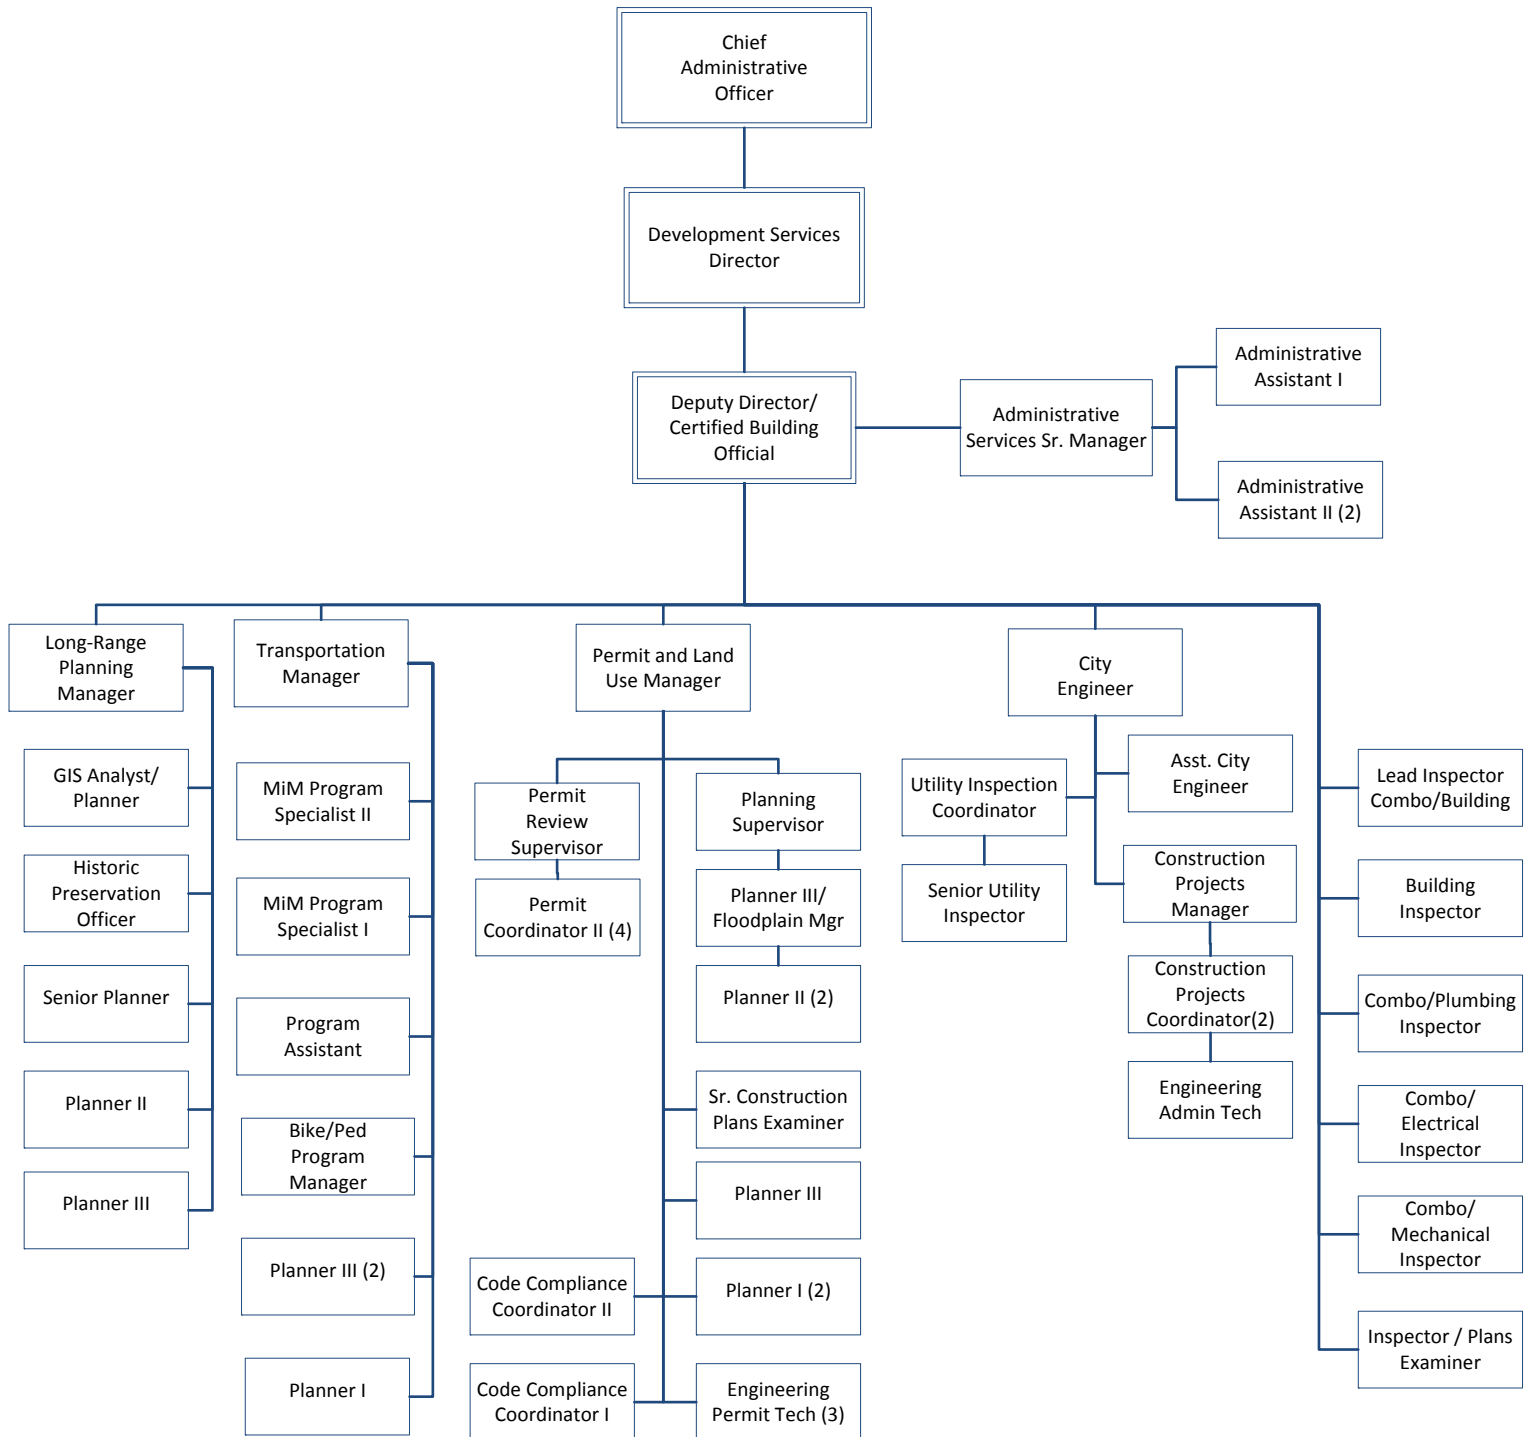 Chief
Administrative
Officer
Development Services
Director
Deputy Director/
Certified Building
Official
Administrative
Services Sr. Manager
Administrative
Assistant I
Administrative
Assistant II (2)
Long-Range
Planning
Manager
GIS Analyst/
Planner
Historic
Preservation
Officer
Senior Planner
Planner II
Planner III
Transportation
Manager
MiM Program
Specialist II
MiM Program
Specialist I
Program
Assistant
Bike/Ped
Program
Manager
Planner III (2)
Planner I
Permit and Land
Use Manager
Permit
Review
Supervisor
Permit
Coordinator II (4)
Planning
Supervisor
Planner III/
Floodplain Mgr
Planner II (2)
Sr. Construction
Plans Examiner
Planner III
Code Compliance
Coordinator II
Planner I (2)
Code Compliance
Coordinator I
Engineering
Permit Tech (3)
City
Engineer
Utility Inspection
Coordinator
Senior Utility
Inspector
Asst. City
Engineer
Construction
Projects
Manager
Construction
Projects
Coordinator(2)
Engineering
Admin Tech
Lead Inspector
Combo/Building
Building
Inspector
Combo/Plumbing
Inspector
Combo/
Electrical
Inspector
Combo/
Mechanical
Inspector
Inspector / Plans
Examiner